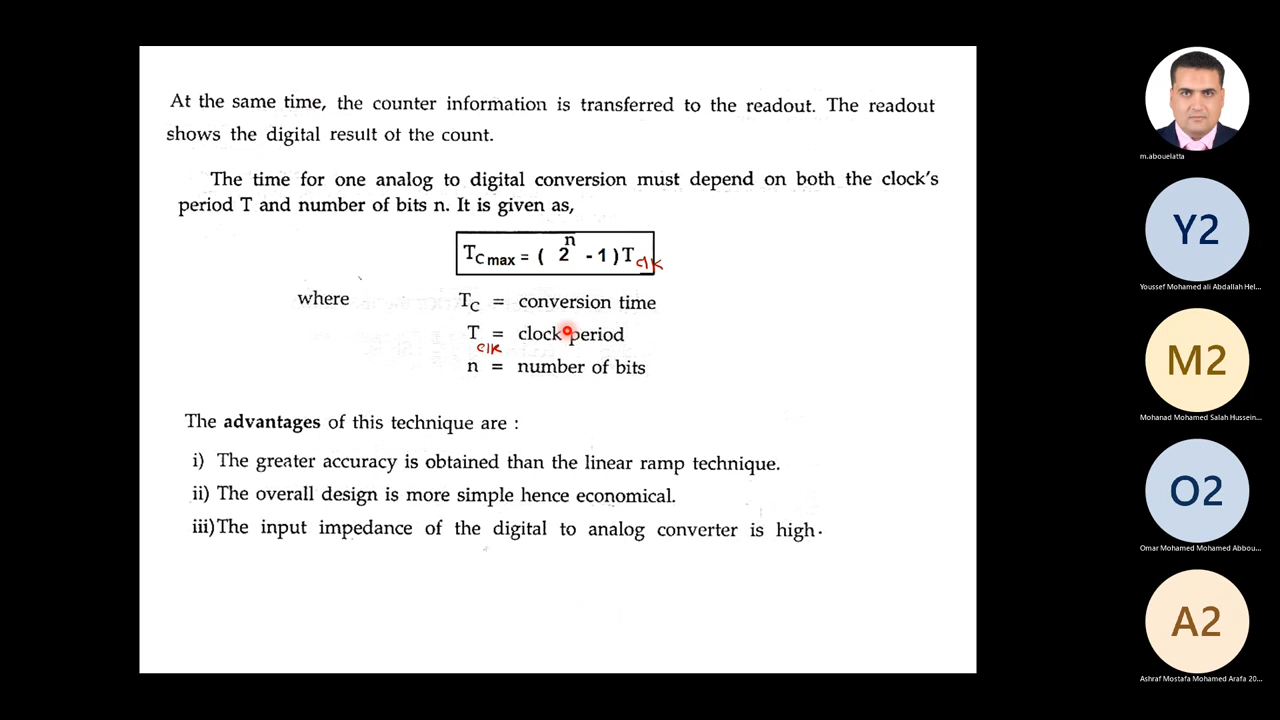 At the same time, the counter information is transferred to the readout. The readout
shows the digital result of the count.
The time for one analog to digital conversion must depend on both the clock's
period T and number of bits n. It is given as,
T_C max = ( 2^n - 1 ) T clk
where T_C = conversion time
T clk = clock period
n = number of bits
The advantages of this technique are :
i) The greater accuracy is obtained than the linear ramp technique.
ii) The overall design is more simple hence economical.
iii)The input impedance of the digital to analog converter is high.
m.abouelatta
Y2
Youssef Mohamed ali Abdallah Hel...
M2
Mohanad Mohamed Salah Hussein...
O2
Omar Mohamed Mohamed Abbou...
A2
Ashraf Mostafa Mohamed Arafa 20...